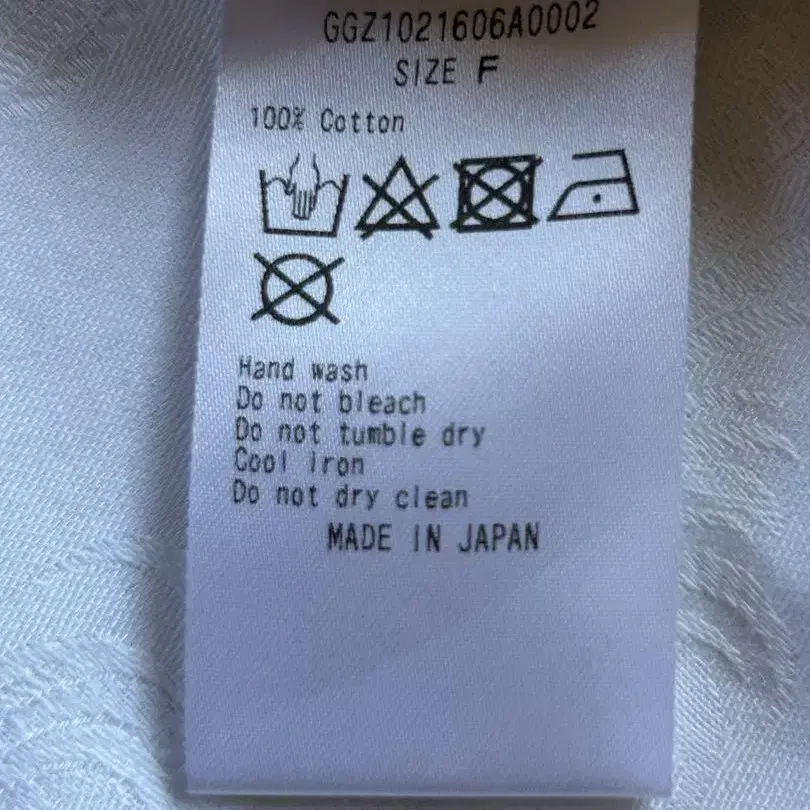 GGZ1021606A0002
SIZE F
100% Cotton
Hand wash
Do not bleach
Do not tumble dry
Cool iron
Do not dry clean
MADE IN JAPAN